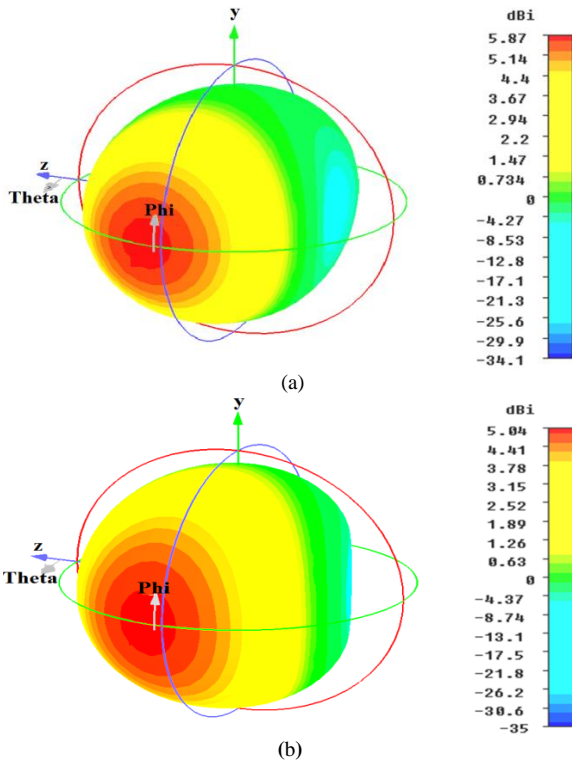 y
dBi
5.87
5.14
4.4
3.67
2.94
2.2
1.47
0.734
0
-4.27
-8.53
-12.8
-17.1
-21.3
-25.6
-29.9
-34.1
z
Theta
Phi
(a)
y
dBi
5.04
4.41
3.78
3.15
2.52
1.89
1.26
0.63
0
-4.37
-8.74
-13.1
-17.5
-21.8
-26.2
-30.6
-35
z
Theta
Phi
(b)